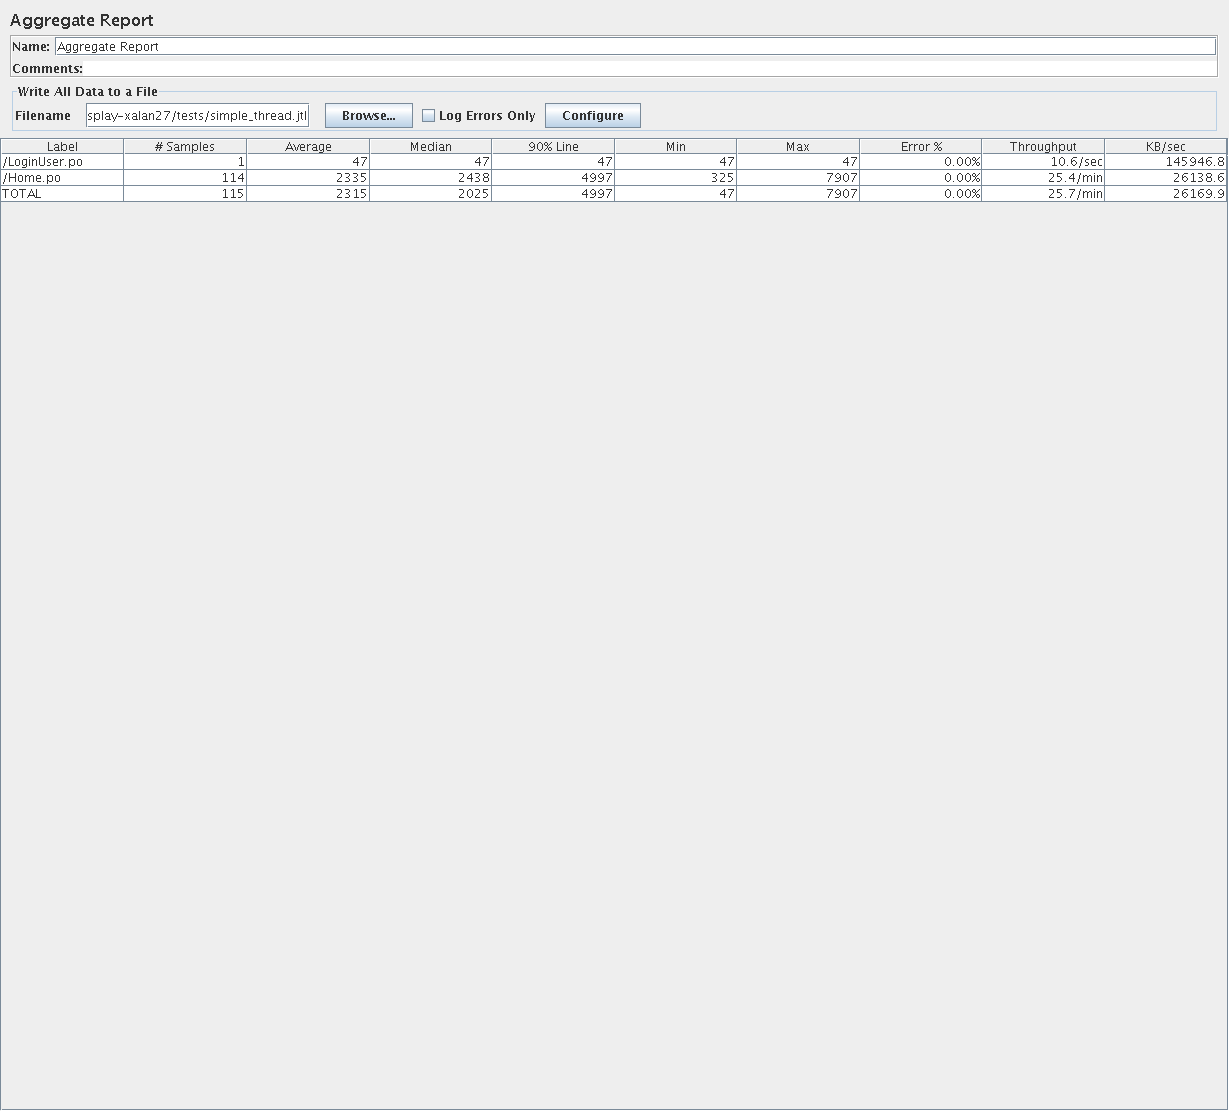 Aggregate Report
Name: Aggregate Report
Comments:
Write All Data to a File
Filename splay-xalan27/tests/simple_thread.jtl Browse... Log Errors Only Configure
Label # Samples Average Median 90% Line Min Max Error % Throughput KB/sec
/LoginUser.po 1 47 47 47 47 47 0.00% 10.6/sec 145946.8
/Home.po 114 2335 2438 4997 325 7907 0.00% 25.4/min 26138.6
TOTAL 115 2315 2025 4997 47 7907 0.00% 25.7/min 26169.9